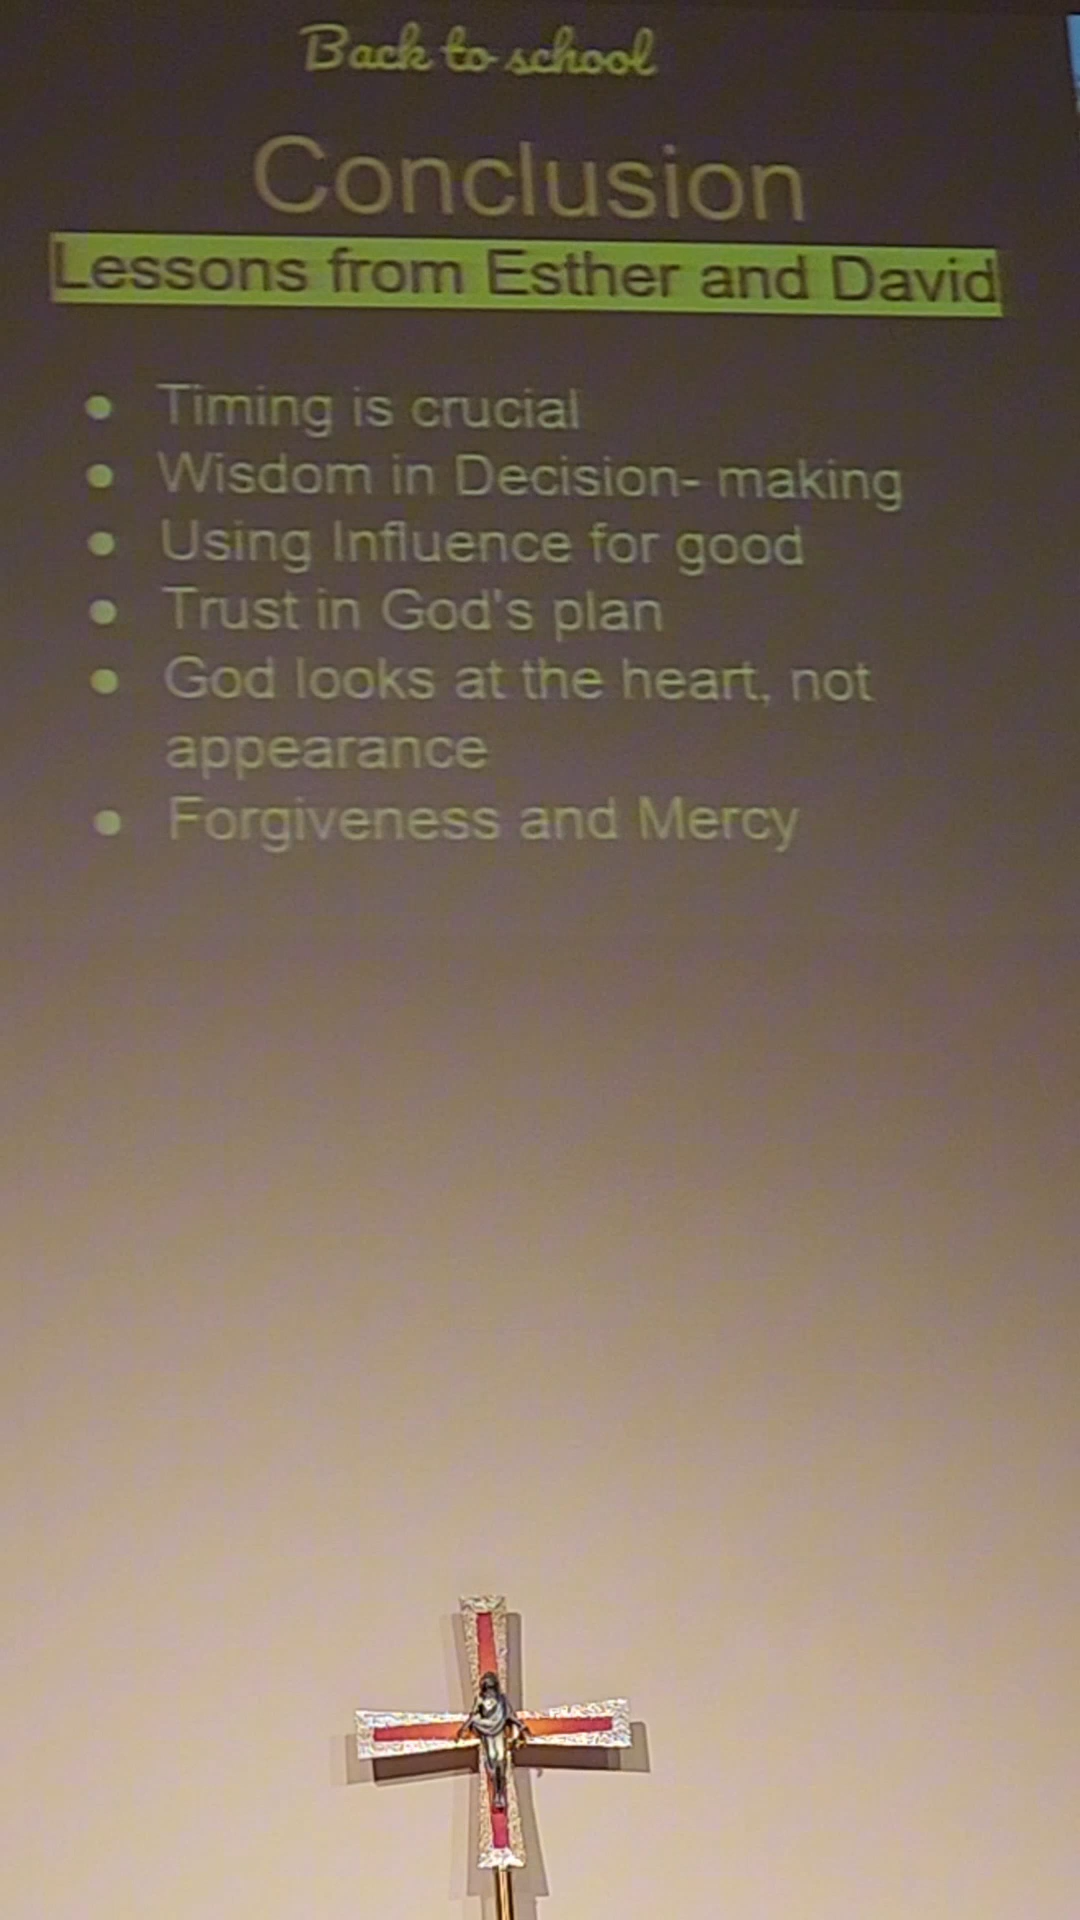 Back to school
Conclusion
Lessons from Esther and David
● Timing is crucial
● Wisdom in Decision- making
● Using Influence for good
● Trust in God's plan
● God looks at the heart, not
appearance
● Forgiveness and Mercy